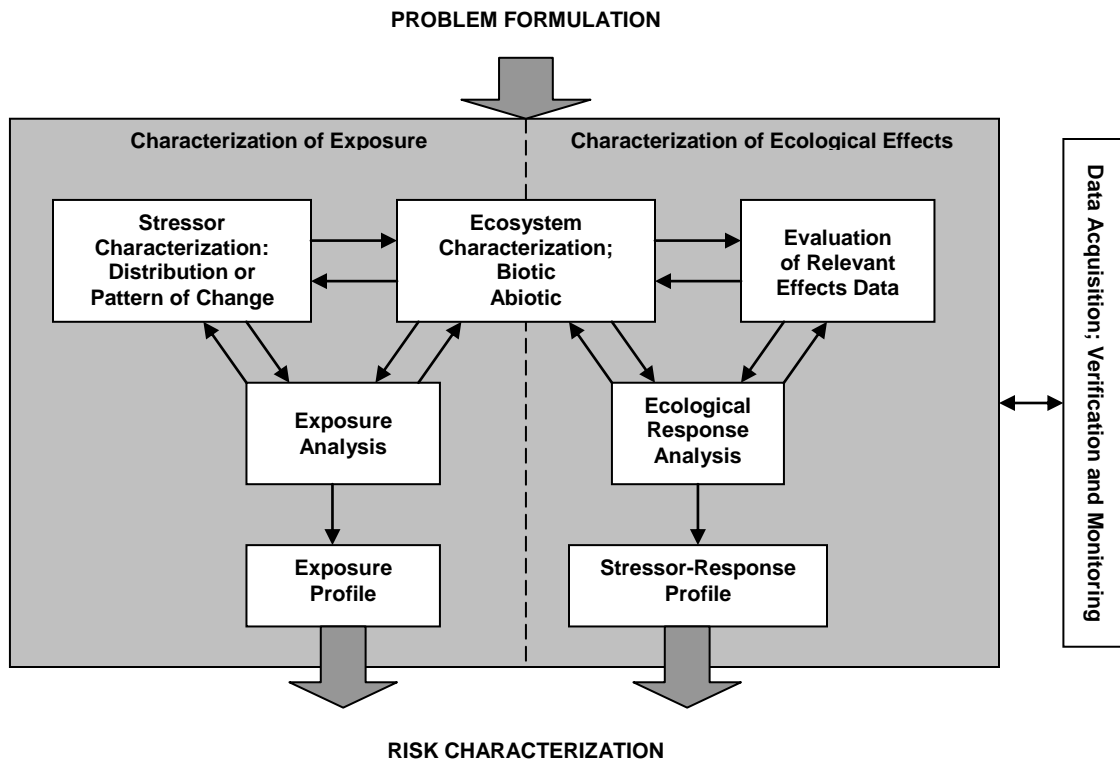 PROBLEM FORMULATION
Characterization of Exposure
Characterization of Ecological Effects
Stressor
Characterization:
Distribution or
Pattern of Change
Ecosystem
Characterization;
Biotic
Abiotic
Evaluation
of Relevant
Effects Data
Exposure
Analysis
Ecological
Response
Analysis
Exposure
Profile
Stressor-Response
Profile
Data Acquisition; Verification and Monitoring
RISK CHARACTERIZATION